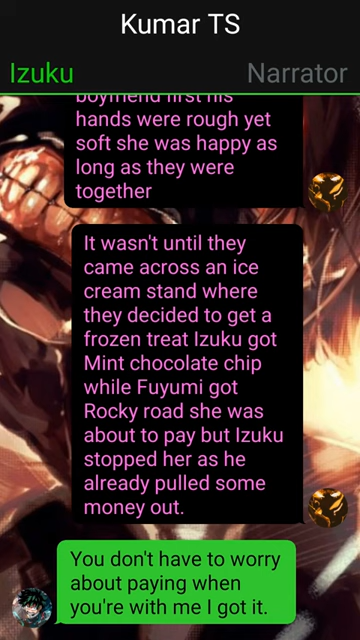 Kumar TS
Izuku
Narrator
boyfriend first his
hands were rough yet
soft she was happy as
long as they were
together
It wasn't until they
came across an ice
cream stand where
they decided to get a
frozen treat Izuku got
Mint chocolate chip
while Fuyumi got
Rocky road she was
about to pay but Izuku
stopped her as he
already pulled some
money out.
You don't have to worry
about paying when
you're with me I got it.